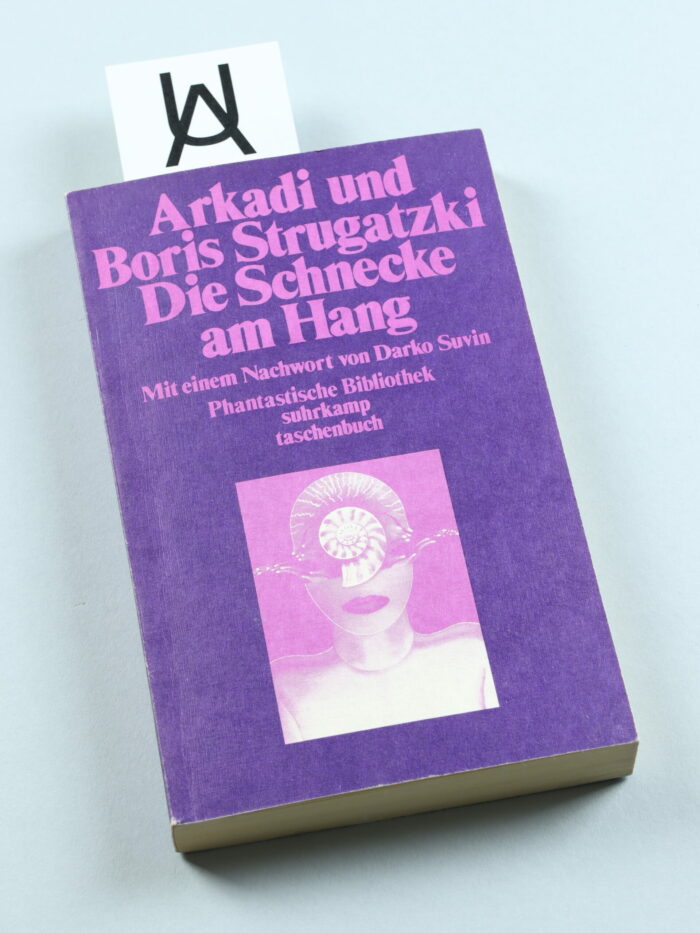 Arkadi und
Boris Strugatzki
Die Schnecke
am Hang
Mit einem Nachwort von Darko Suvin
Phantastische Bibliothek
suhrkamp
taschenbuch